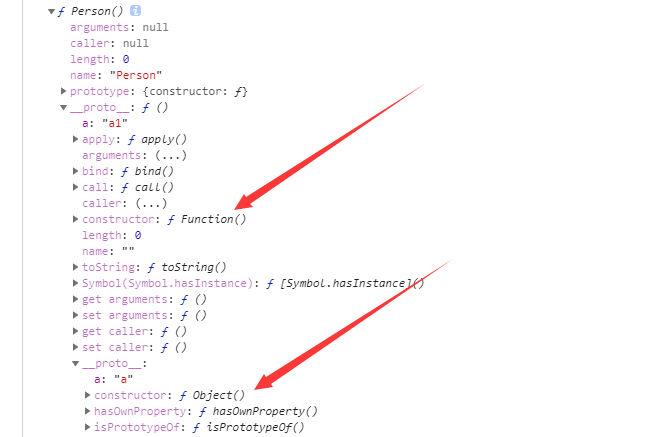 ▼ƒ Person() i
arguments: null
caller: null
length: 0
name: "Person"
▶prototype: {constructor: ƒ}
▼__proto__: ƒ ()
a: "a1"
▶apply: ƒ apply()
arguments: (...)
▶bind: ƒ bind()
▶call: ƒ call()
caller: (...)
▶constructor: ƒ Function()
length: 0
name: ""
▶toString: ƒ toString()
▶Symbol(Symbol.hasInstance): ƒ [Symbol.hasInstance]()
▶get arguments: ƒ ()
▶set arguments: ƒ ()
▶get caller: ƒ ()
▶set caller: ƒ ()
▼__proto__:
a: "a"
▶constructor: ƒ Object()
▶hasOwnProperty: ƒ hasOwnProperty()
▶isPrototypeOf: ƒ isPrototypeOf()